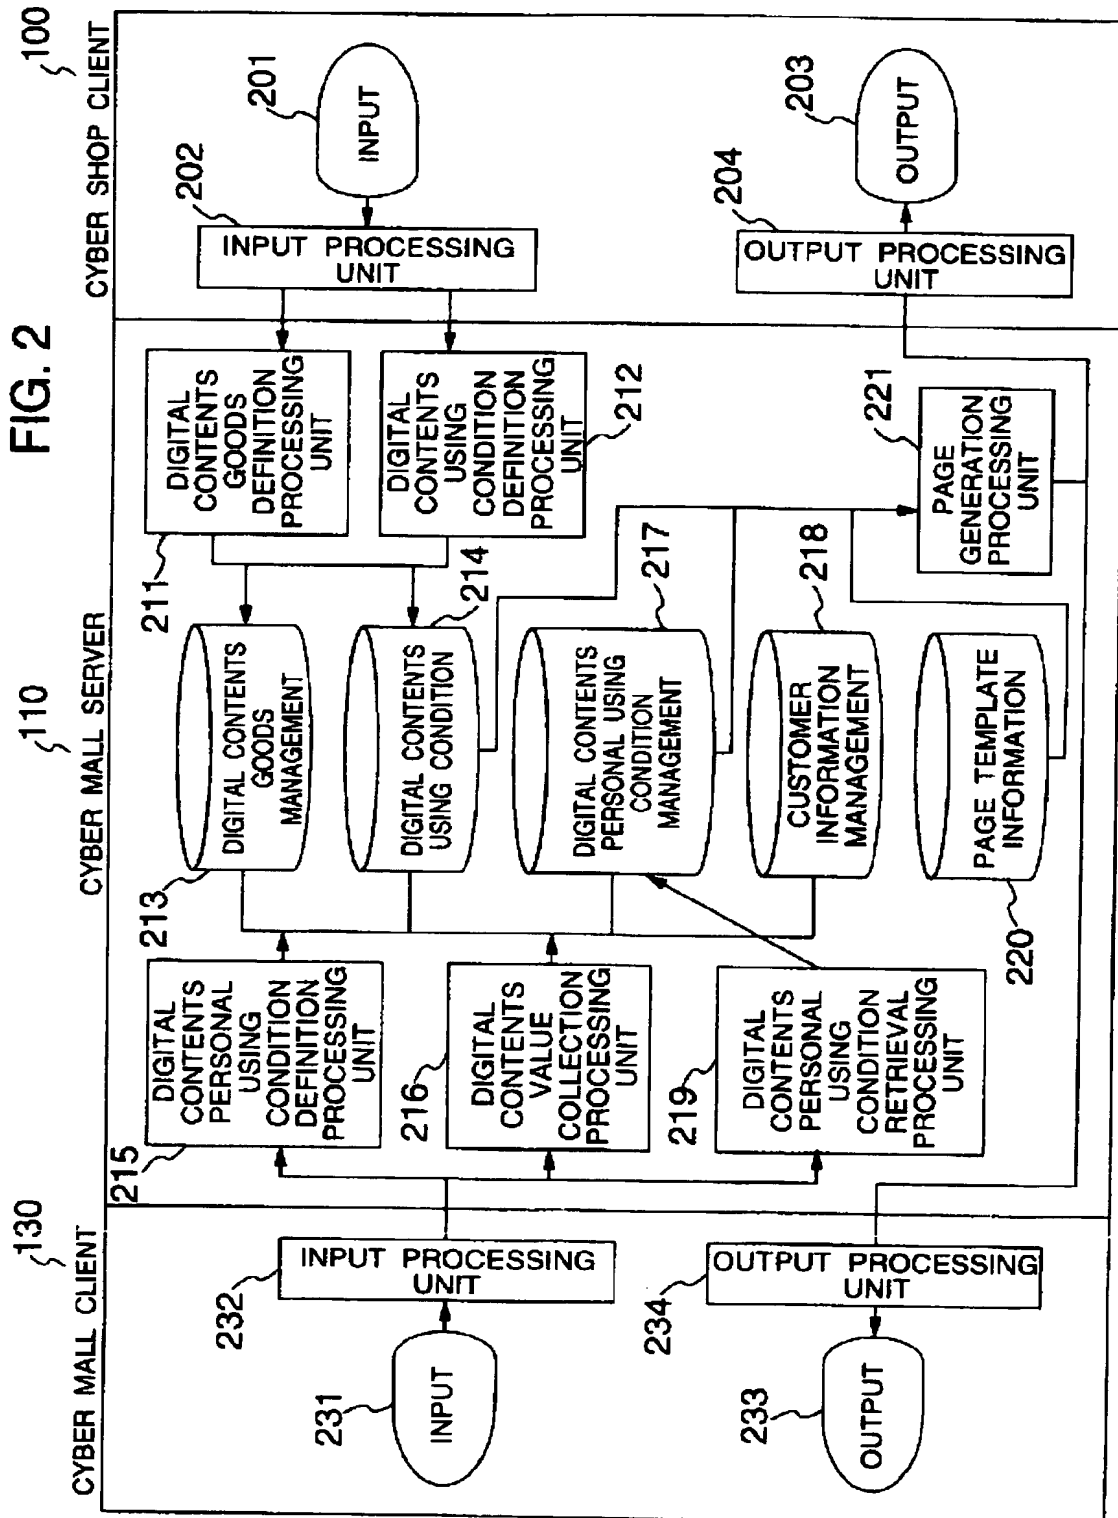 FIG. 2
CYBER MALL CLIENT
130
CYBER MALL SERVER
110
CYBER SHOP CLIENT
100
231
INPUT
232
INPUT PROCESSING
UNIT
233
OUTPUT
234
OUTPUT PROCESSING
UNIT
215
DIGITAL
CONTENTS
PERSONAL
USING
CONDITION
DEFINITION
PROCESSING
UNIT
216
DIGITAL
CONTENTS
VALUE
COLLECTION
PROCESSING
UNIT
219
DIGITAL
CONTENTS
PERSONAL
USING
CONDITION
RETRIEVAL
PROCESSING
UNIT
213
DIGITAL CONTENTS
GOODS
MANAGEMENT
214
DIGITAL CONTENTS
USING CONDITION
217
DIGITAL CONTENTS
PERSONAL USING
CONDITION
MANAGEMENT
218
CUSTOMER
INFORMATION
MANAGEMENT
220
PAGE TEMPLATE
INFORMATION
211
DIGITAL
CONTENTS
GOODS
DEFINITION
PROCESSING
UNIT
212
DIGITAL
CONTENTS
USING
CONDITION
DEFINITION
PROCESSING
UNIT
221
PAGE
GENERATION
PROCESSING
UNIT
202
INPUT PROCESSING
UNIT
201
INPUT
204
OUTPUT PROCESSING
UNIT
203
OUTPUT